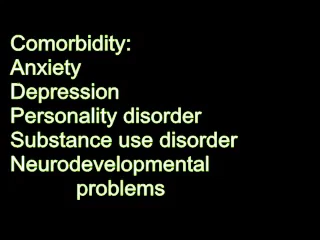 Comorbidity:
Anxiety
Depression
Personality disorder
Substance use disorder
Neurodevelopmental
problems